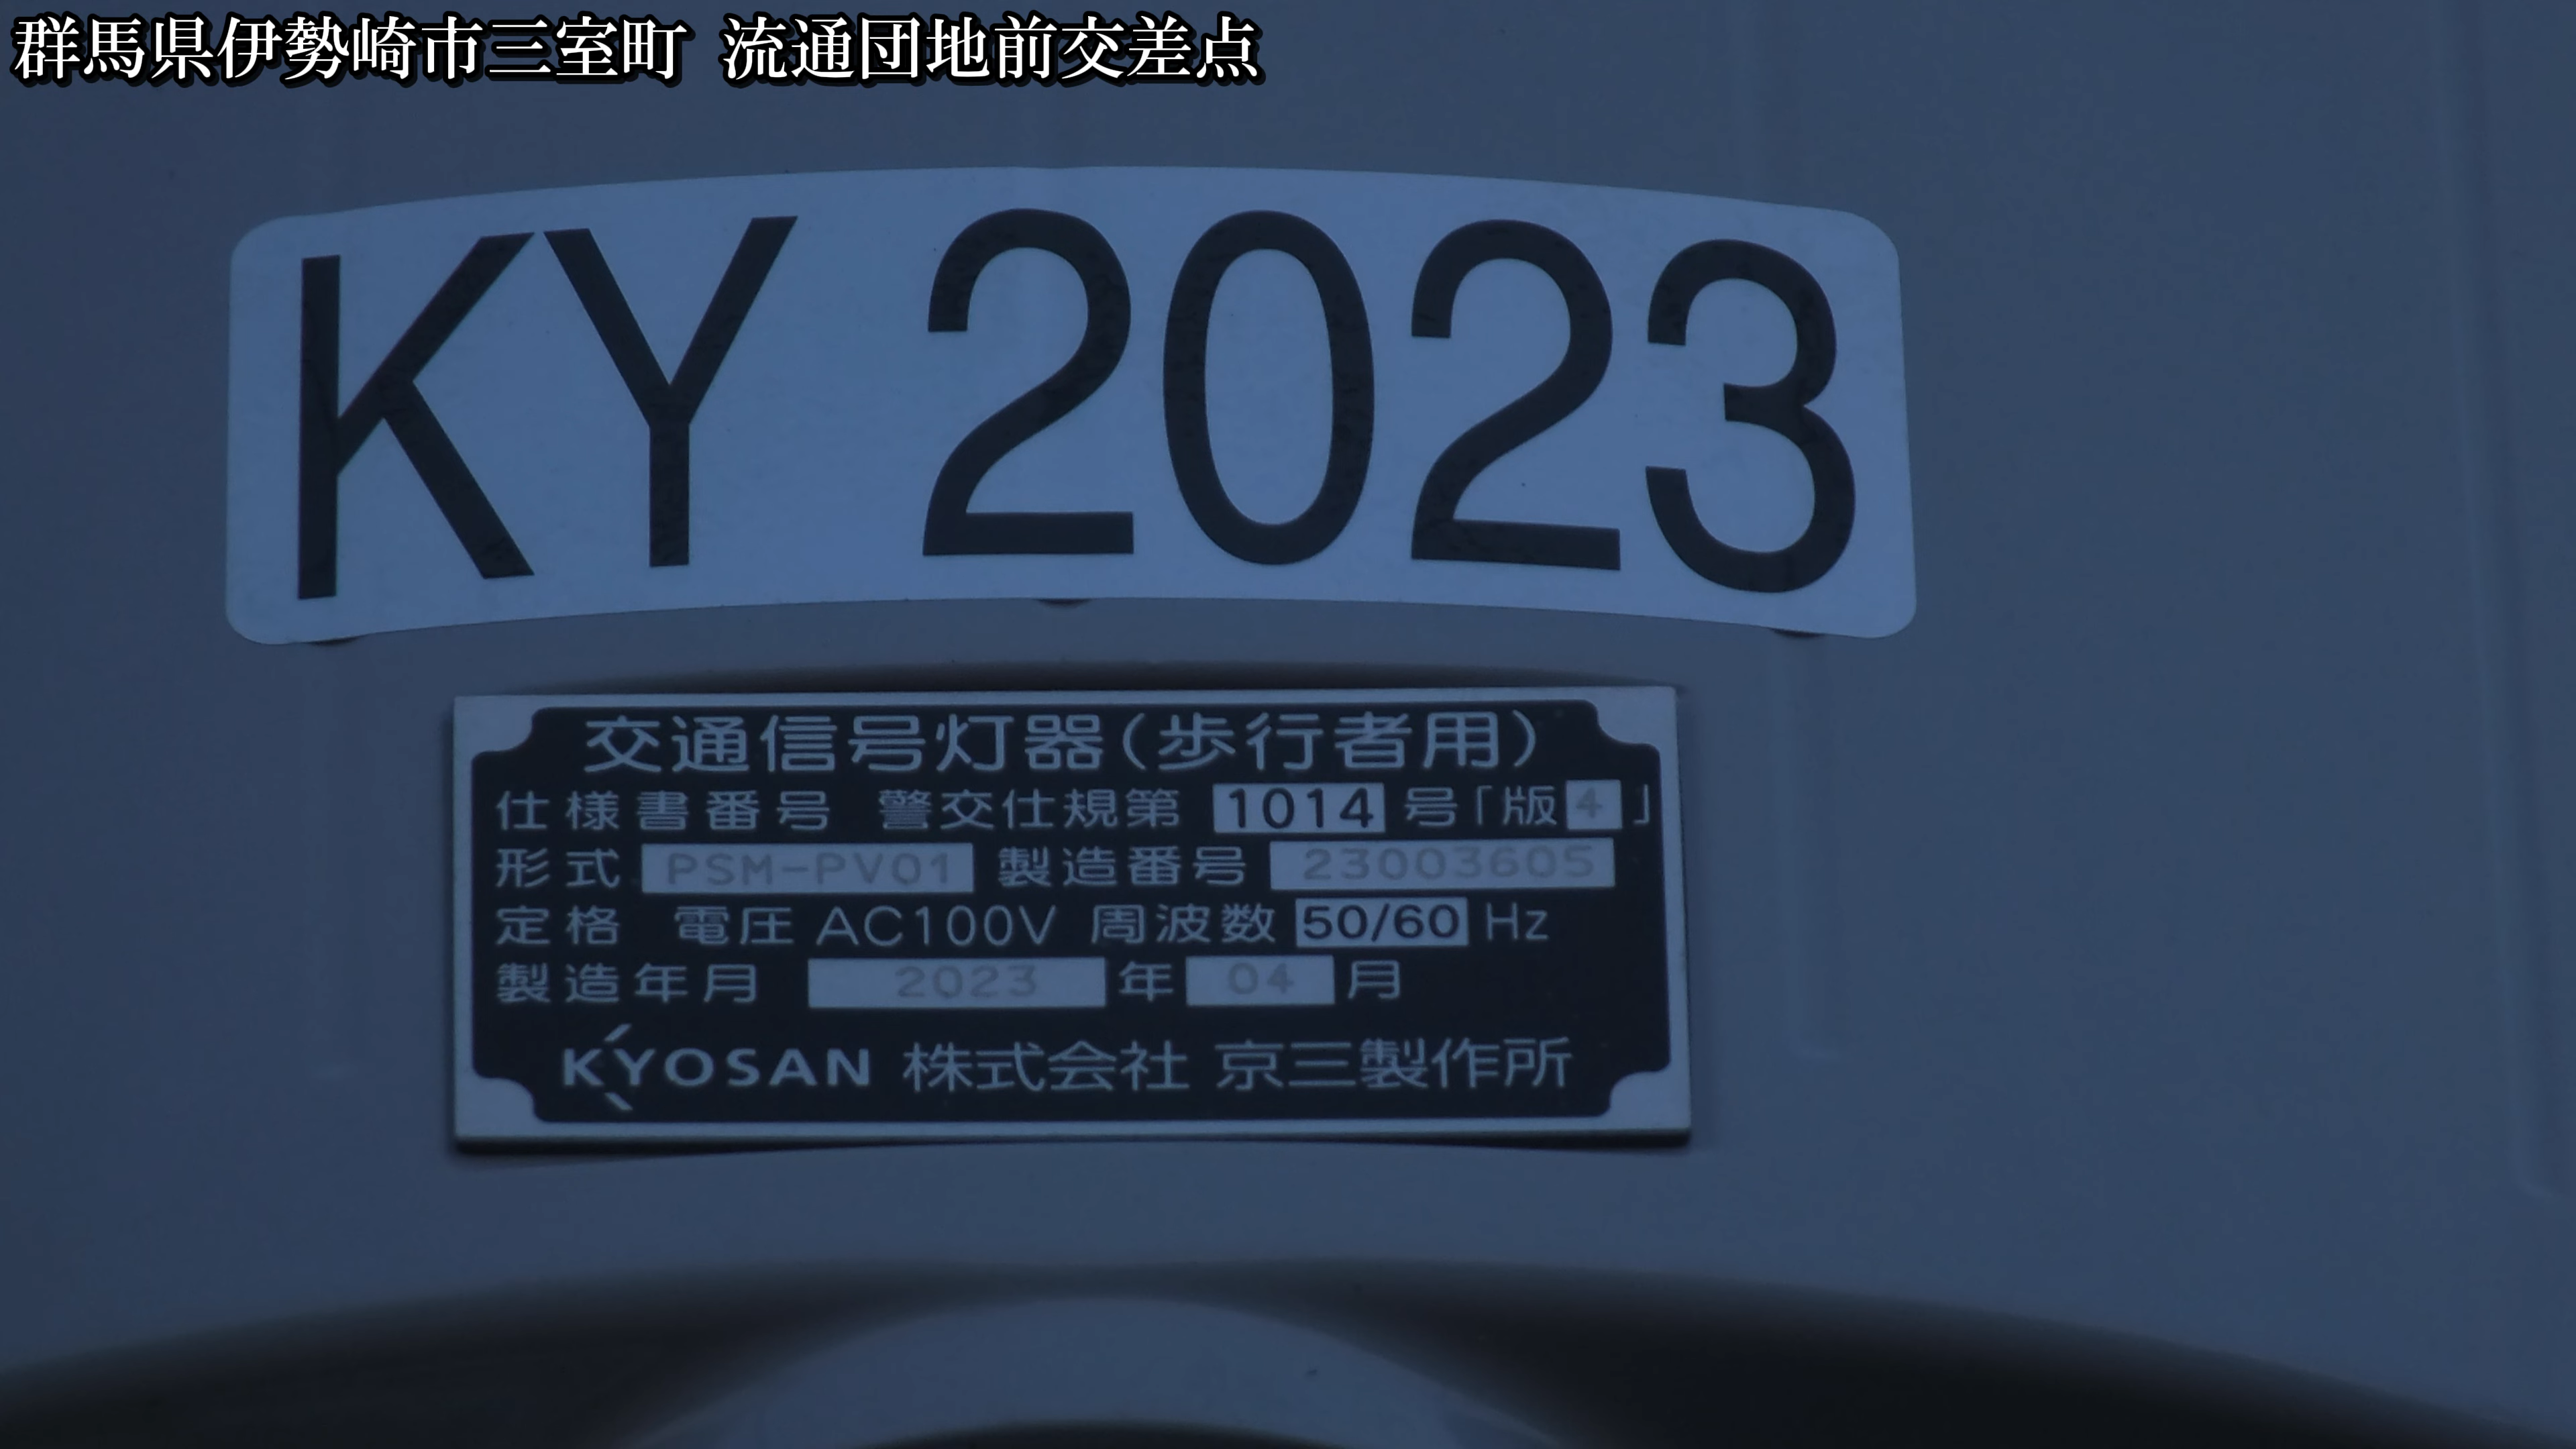 群馬県伊勢崎市三室町 流通団地前交差点
KY 2023
交通信号灯器(歩行者用)
仕様書番号 警交仕規第 1014 号「版4」
形式 PSM-PV01 製造番号 23003605
定格 電圧 AC100V 周波数 50/60 Hz
製造年月 2023 年 04 月
KYOSAN 株式会社 京三製作所